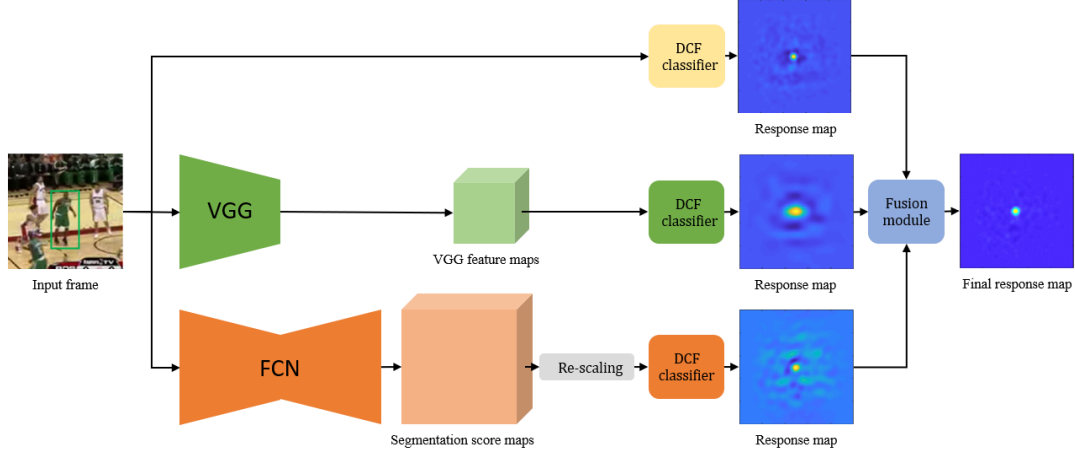 DCF
classifier
Response map
VGG
VGG feature maps
DCF
classifier
Response map
Fusion
module
Final response map
Input frame
FCN
Segmentation score maps
Re-scaling
DCF
classifier
Response map